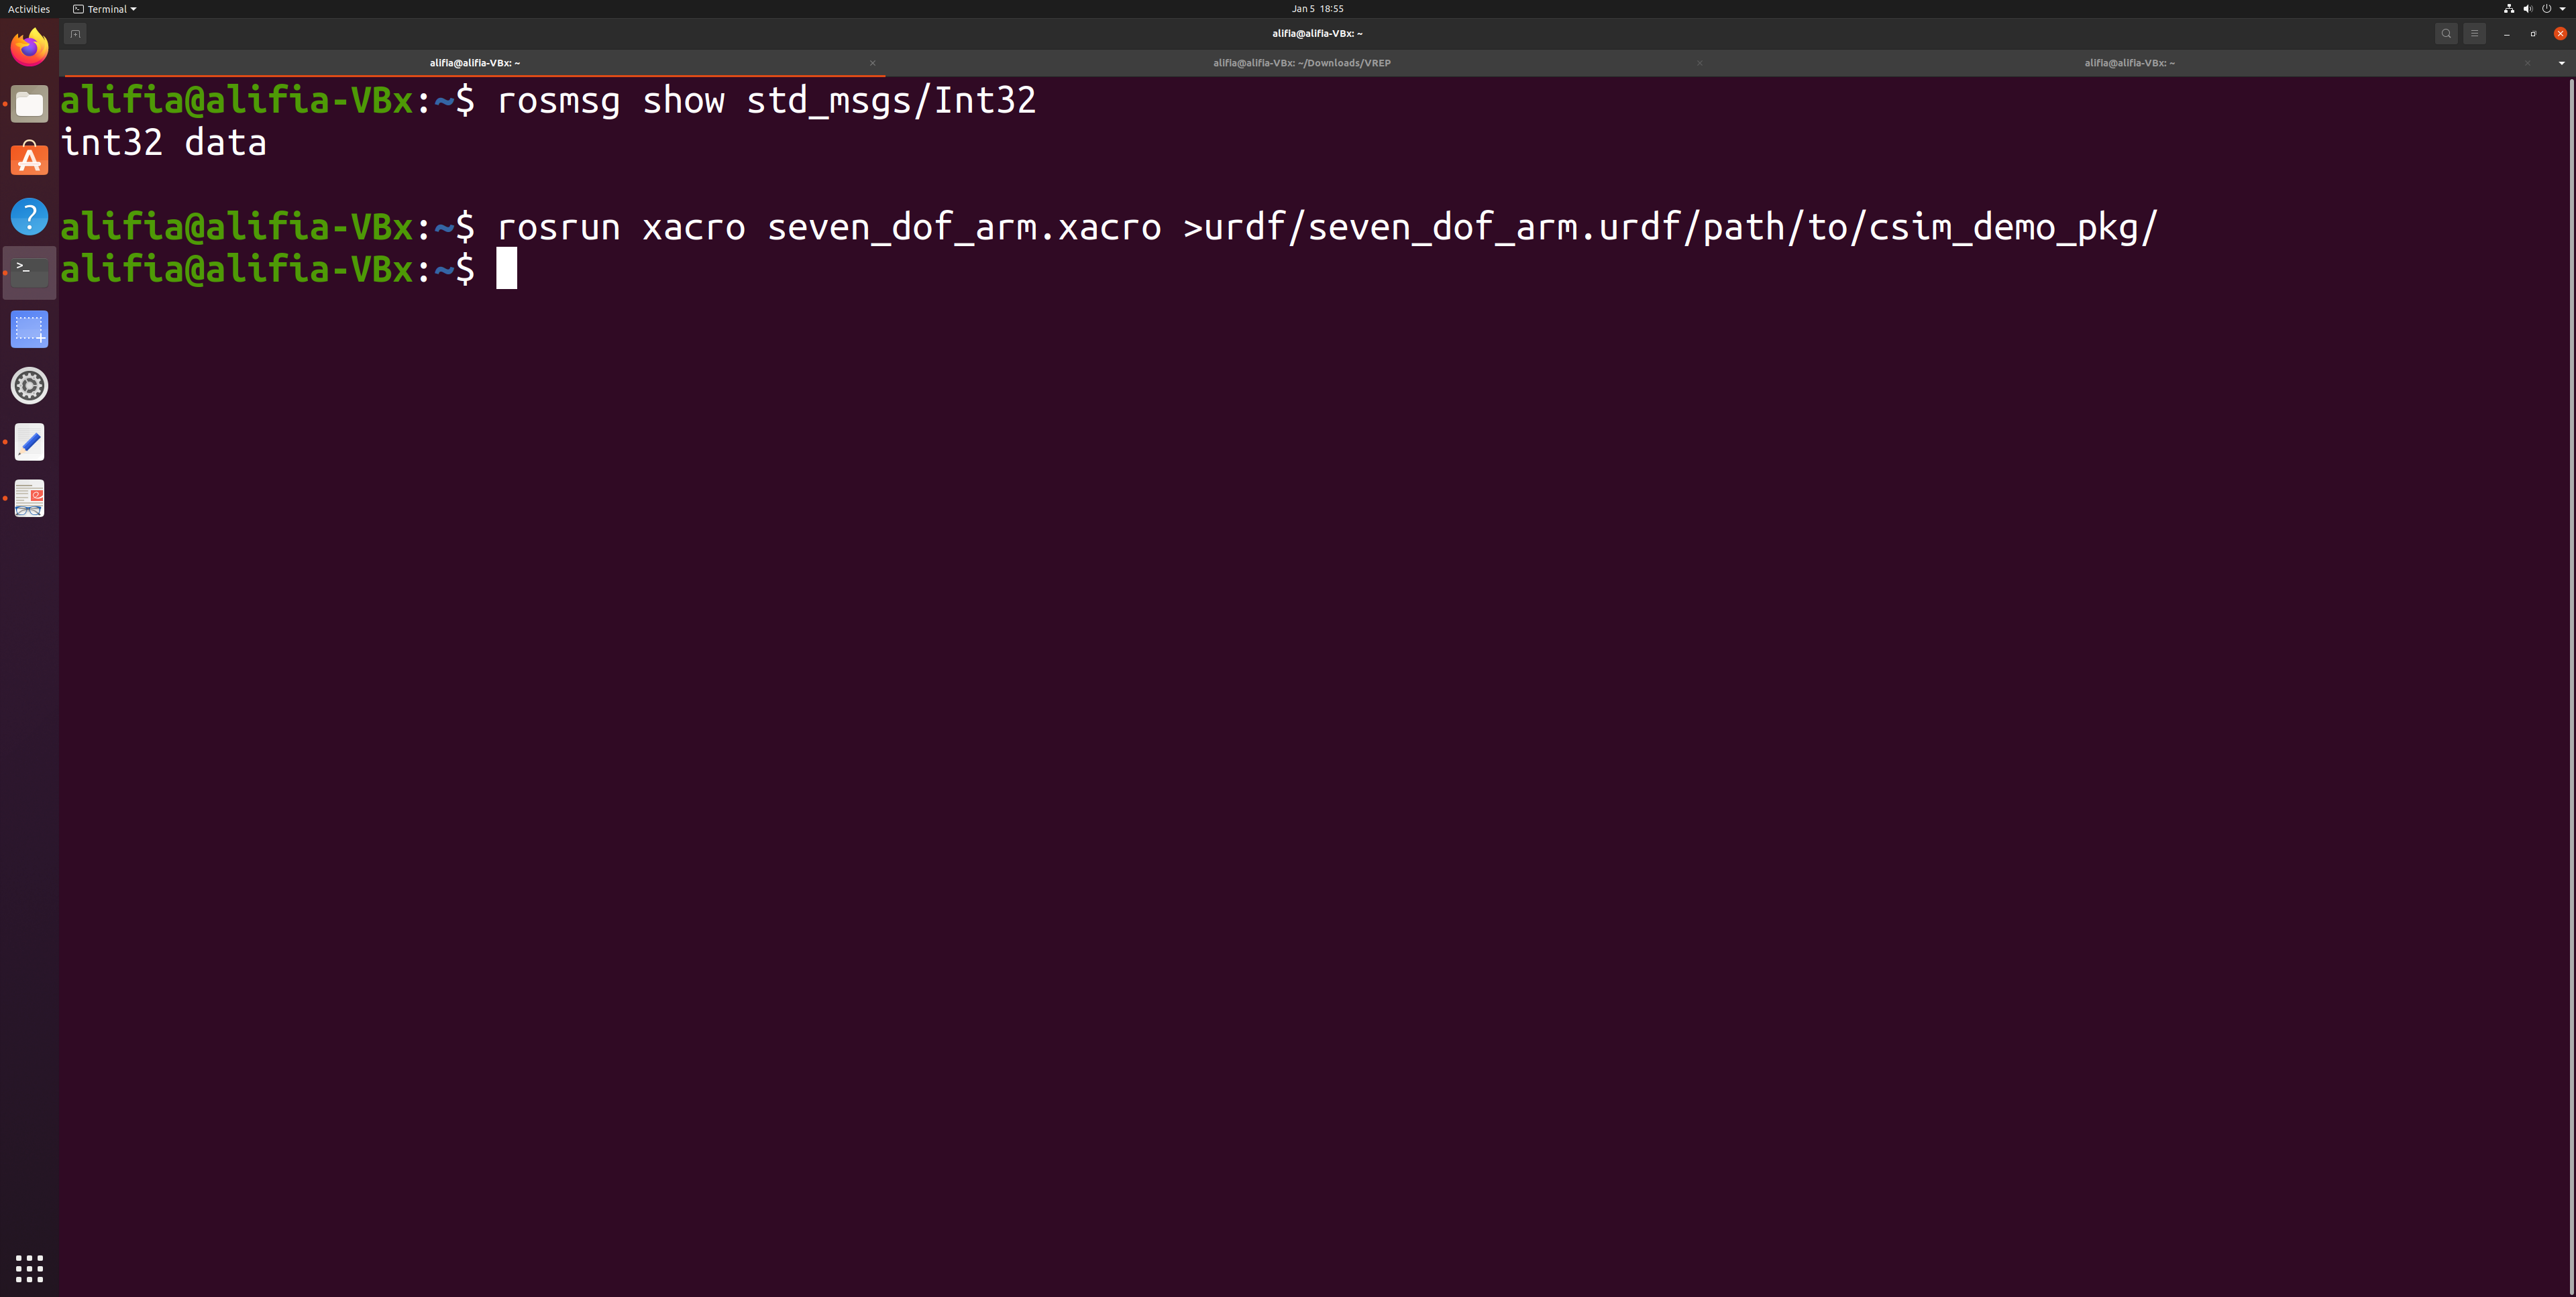 Activities Terminal Jan 5 18:55
alifia@alifia-VBx: ~
alifia@alifia-VBx: ~ alifia@alifia-VBx: ~/Downloads/VREP alifia@alifia-VBx: ~
alifia@alifia-VBx:~$ rosmsg show std_msgs/Int32
int32 data
alifia@alifia-VBx:~$ rosrun xacro seven_dof_arm.xacro >urdf/seven_dof_arm.urdf/path/to/csim_demo_pkg/
alifia@alifia-VBx:~$